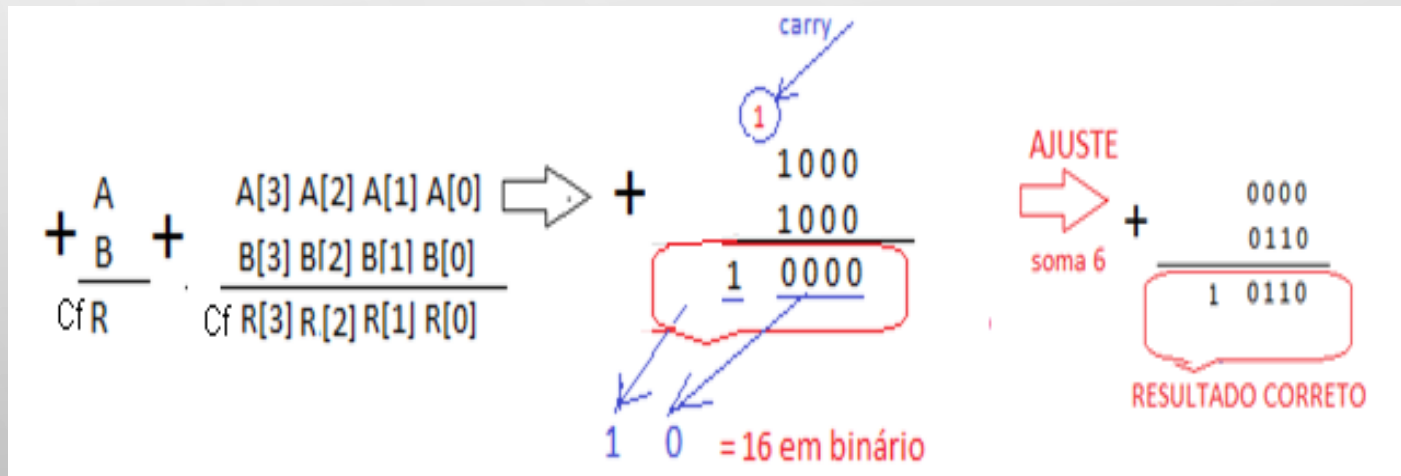 carry
1
AJUSTE
soma 6
+ A
B
Cf R
+ A[3] A[2] A[1] A[0]
B[3] B[2] B[1] B[0]
Cf R[3] R.[2] R[1] R[0]
+ 1000
1000
1 0000
1 0 = 16 em binário
+ 0000
0110
1 0110
RESULTADO CORRETO